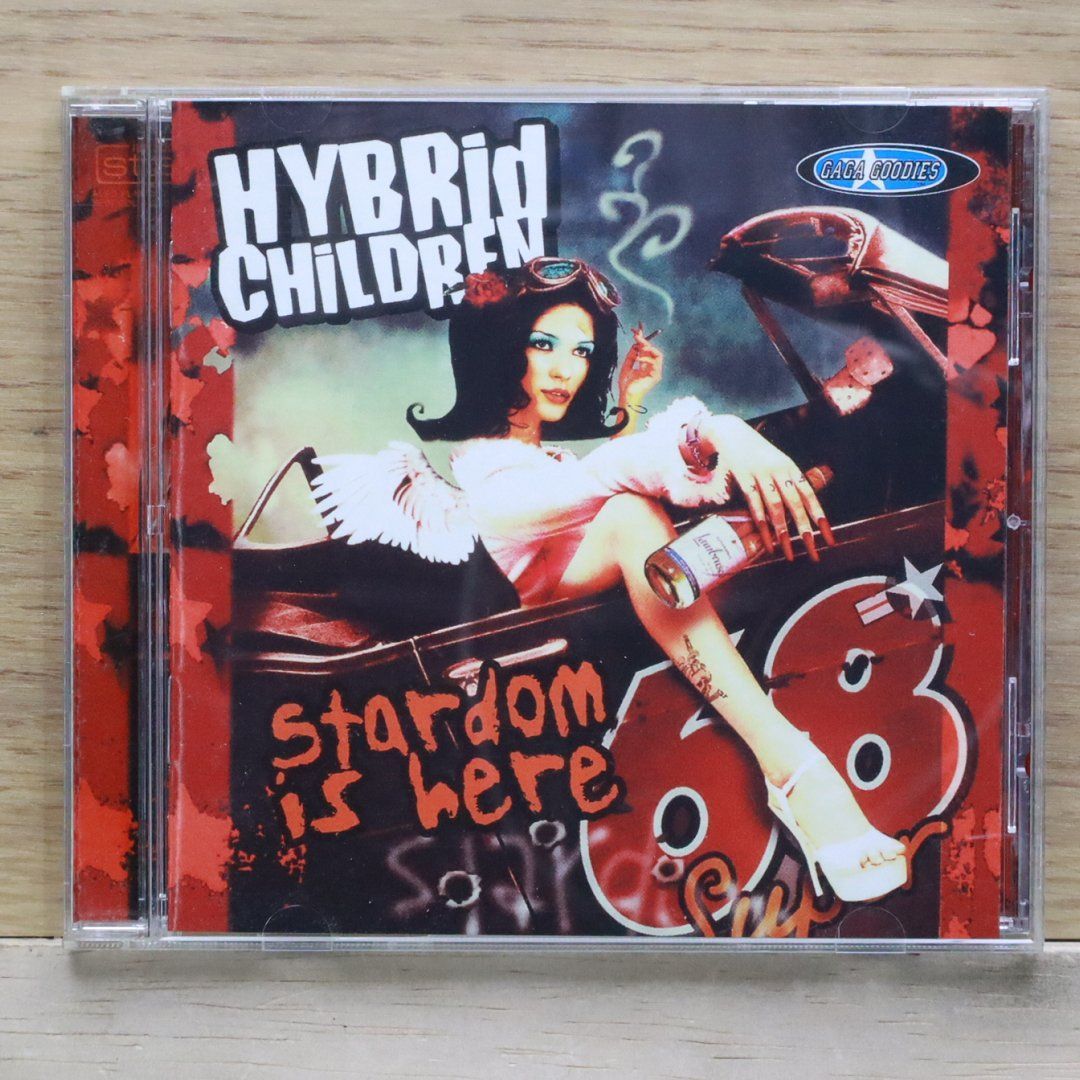 HYBRid
CHiLDREN
GAGA GOODIES
stardom
is here
68